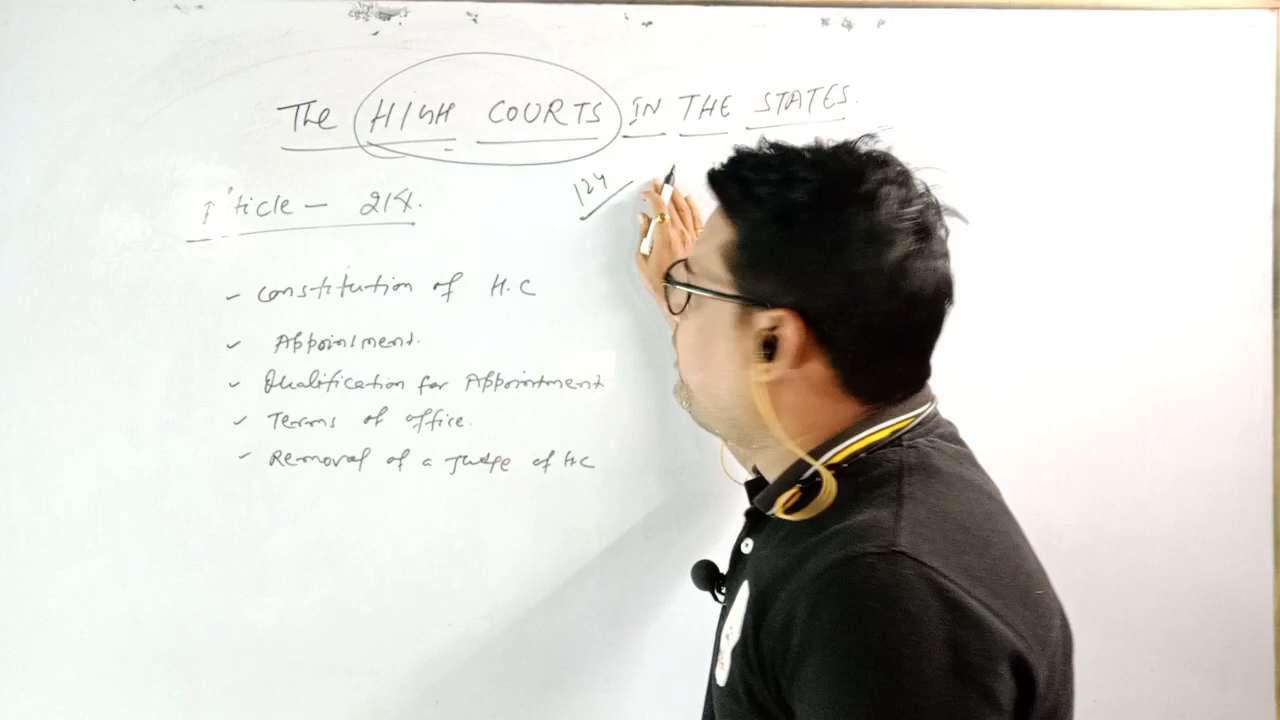 The HIGH COURTS IN THE STATES.
124
ticle - 214.
- constitution of H.C
- Appointment.
- Qualification for Appointment
- Terms of office.
- Removal of a Judge of H.C